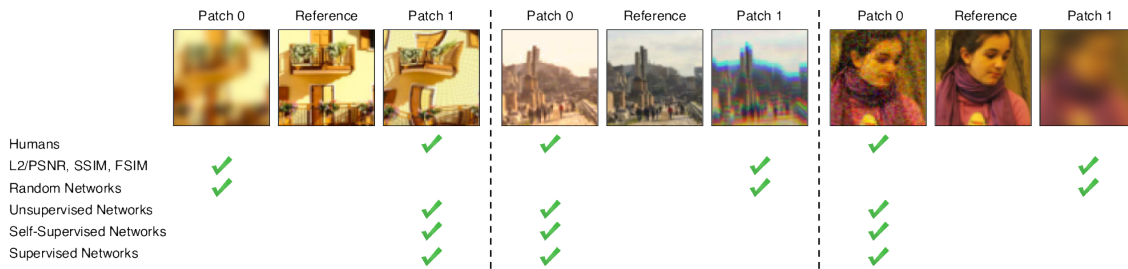 Patch 0 Reference Patch 1 Patch 0 Reference Patch 1 Patch 0 Reference Patch 1
Humans
L2/PSNR, SSIM, FSIM
Random Networks
Unsupervised Networks
Self-Supervised Networks
Supervised Networks